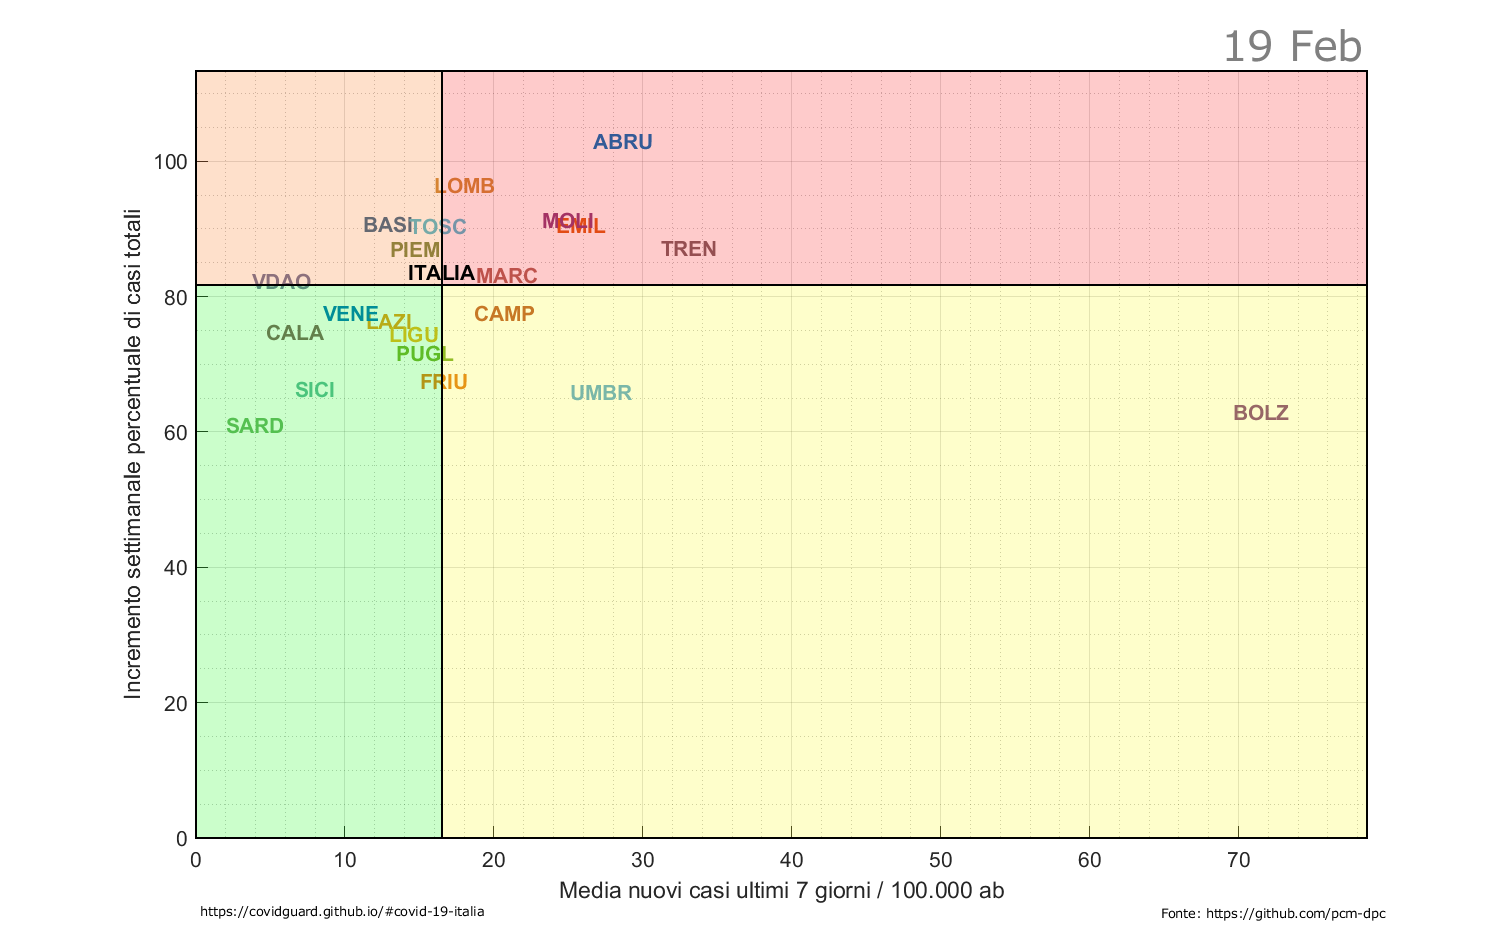 19 Feb
Incremento settimanale percentuale di casi totali
100
80
60
40
20
0
ABRU
LOMB
BASI
TOSC
MOLI
EMIL
PIEM
TREN
ITALIA
MARC
VDAO
VENE
LAZI
CAMP
CALA
LIGU
PUGL
FRIU
SICI
UMBR
SARD
BOLZ
0 10 20 30 40 50 60 70
Media nuovi casi ultimi 7 giorni / 100.000 ab
https://covidguard.github.io/#covid-19-italia
Fonte: https://github.com/pcm-dpc